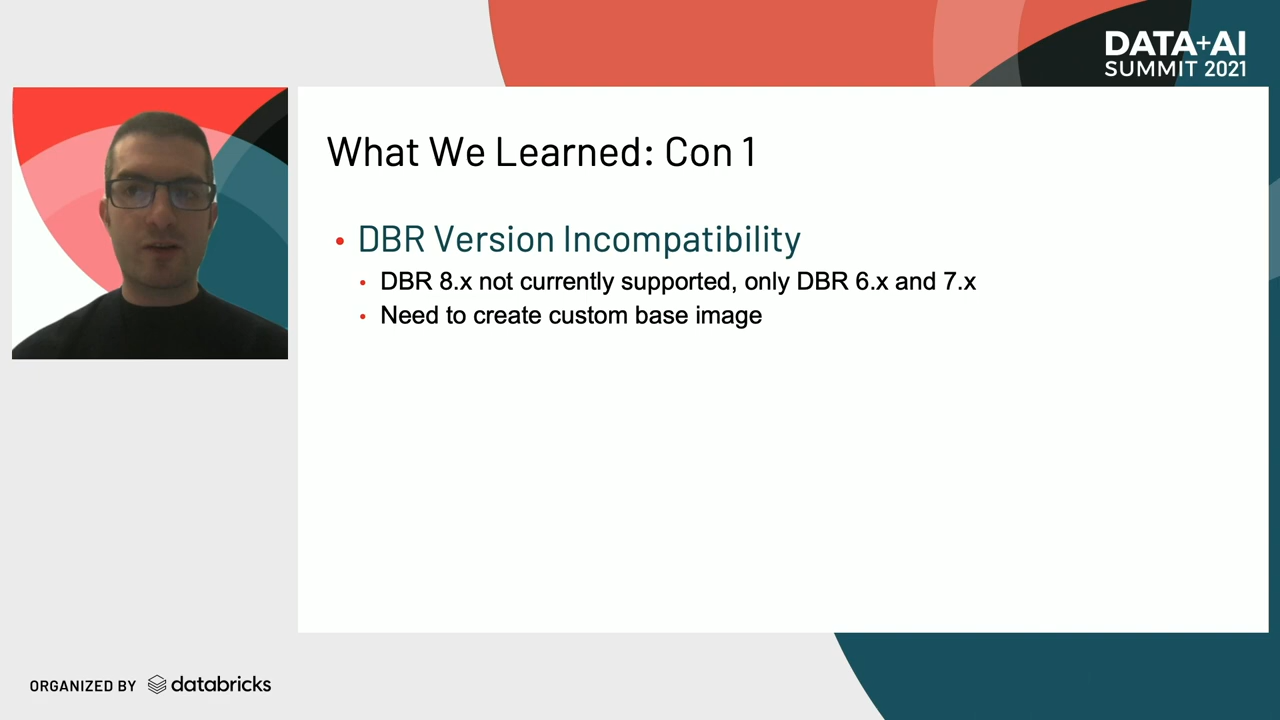 DATA+AI
SUMMIT 2021
What We Learned: Con 1
• DBR Version Incompatibility
• DBR 8.x not currently supported, only DBR 6.x and 7.x
• Need to create custom base image
ORGANIZED BY databricks